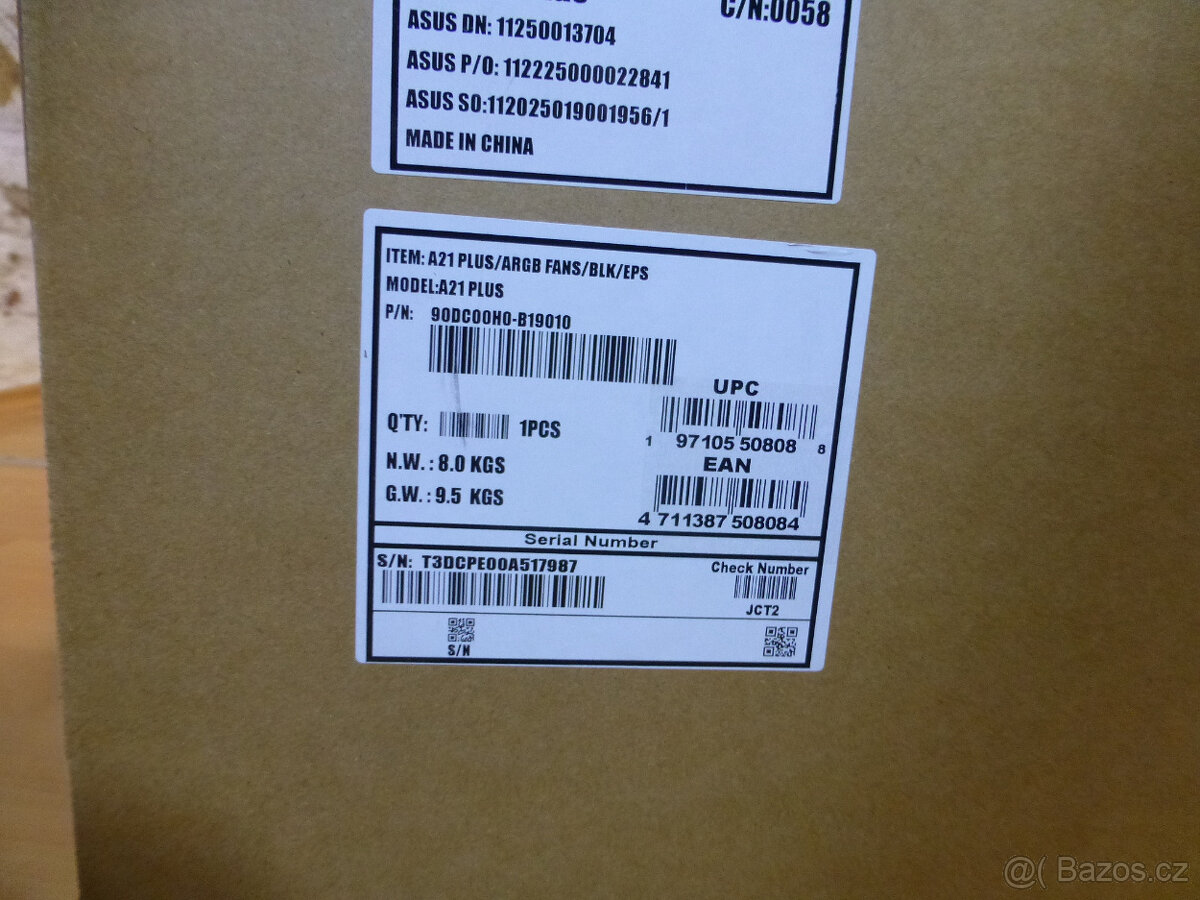 C/N:0058
ASUS DN: 11250013704
ASUS P/O: 112225000022841
ASUS SO:112025019001956/1
MADE IN CHINA
ITEM: A21 PLUS/ARGB FANS/BLK/EPS
MODEL:A21 PLUS
P/N: 90DC00H0-B19010
UPC
Q'TY: 1PCS
1 97105 50808 8
N.W. : 8.0 KGS
EAN
G.W. : 9.5 KGS
4 711387 508084
Serial Number
S/N: T3DCPE00A517987
Check Number
JCT2
S/N
@( Bazos.cz